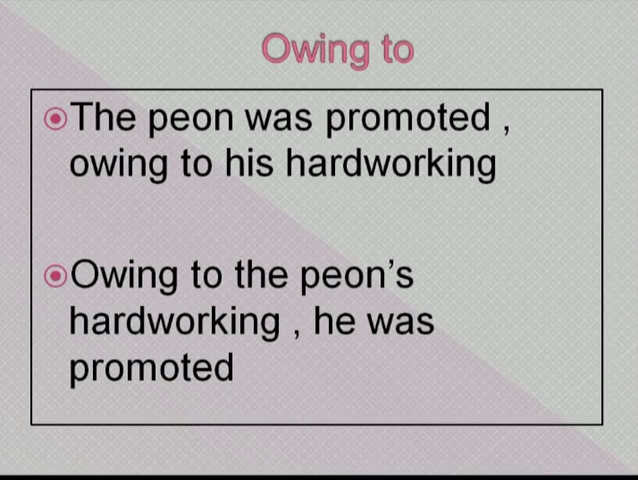 Owing to
The peon was promoted ,
owing to his hardworking
Owing to the peon's
hardworking , he was
promoted